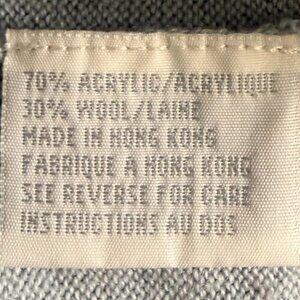 70% ACRYLIC/ACRYLIQUE
30% WOOL/LAINE
MADE IN HONG KONG
FABRIQUE A HONG KONG
SEE REVERSE FOR CARE
INSTRUCTIONS AU DOS